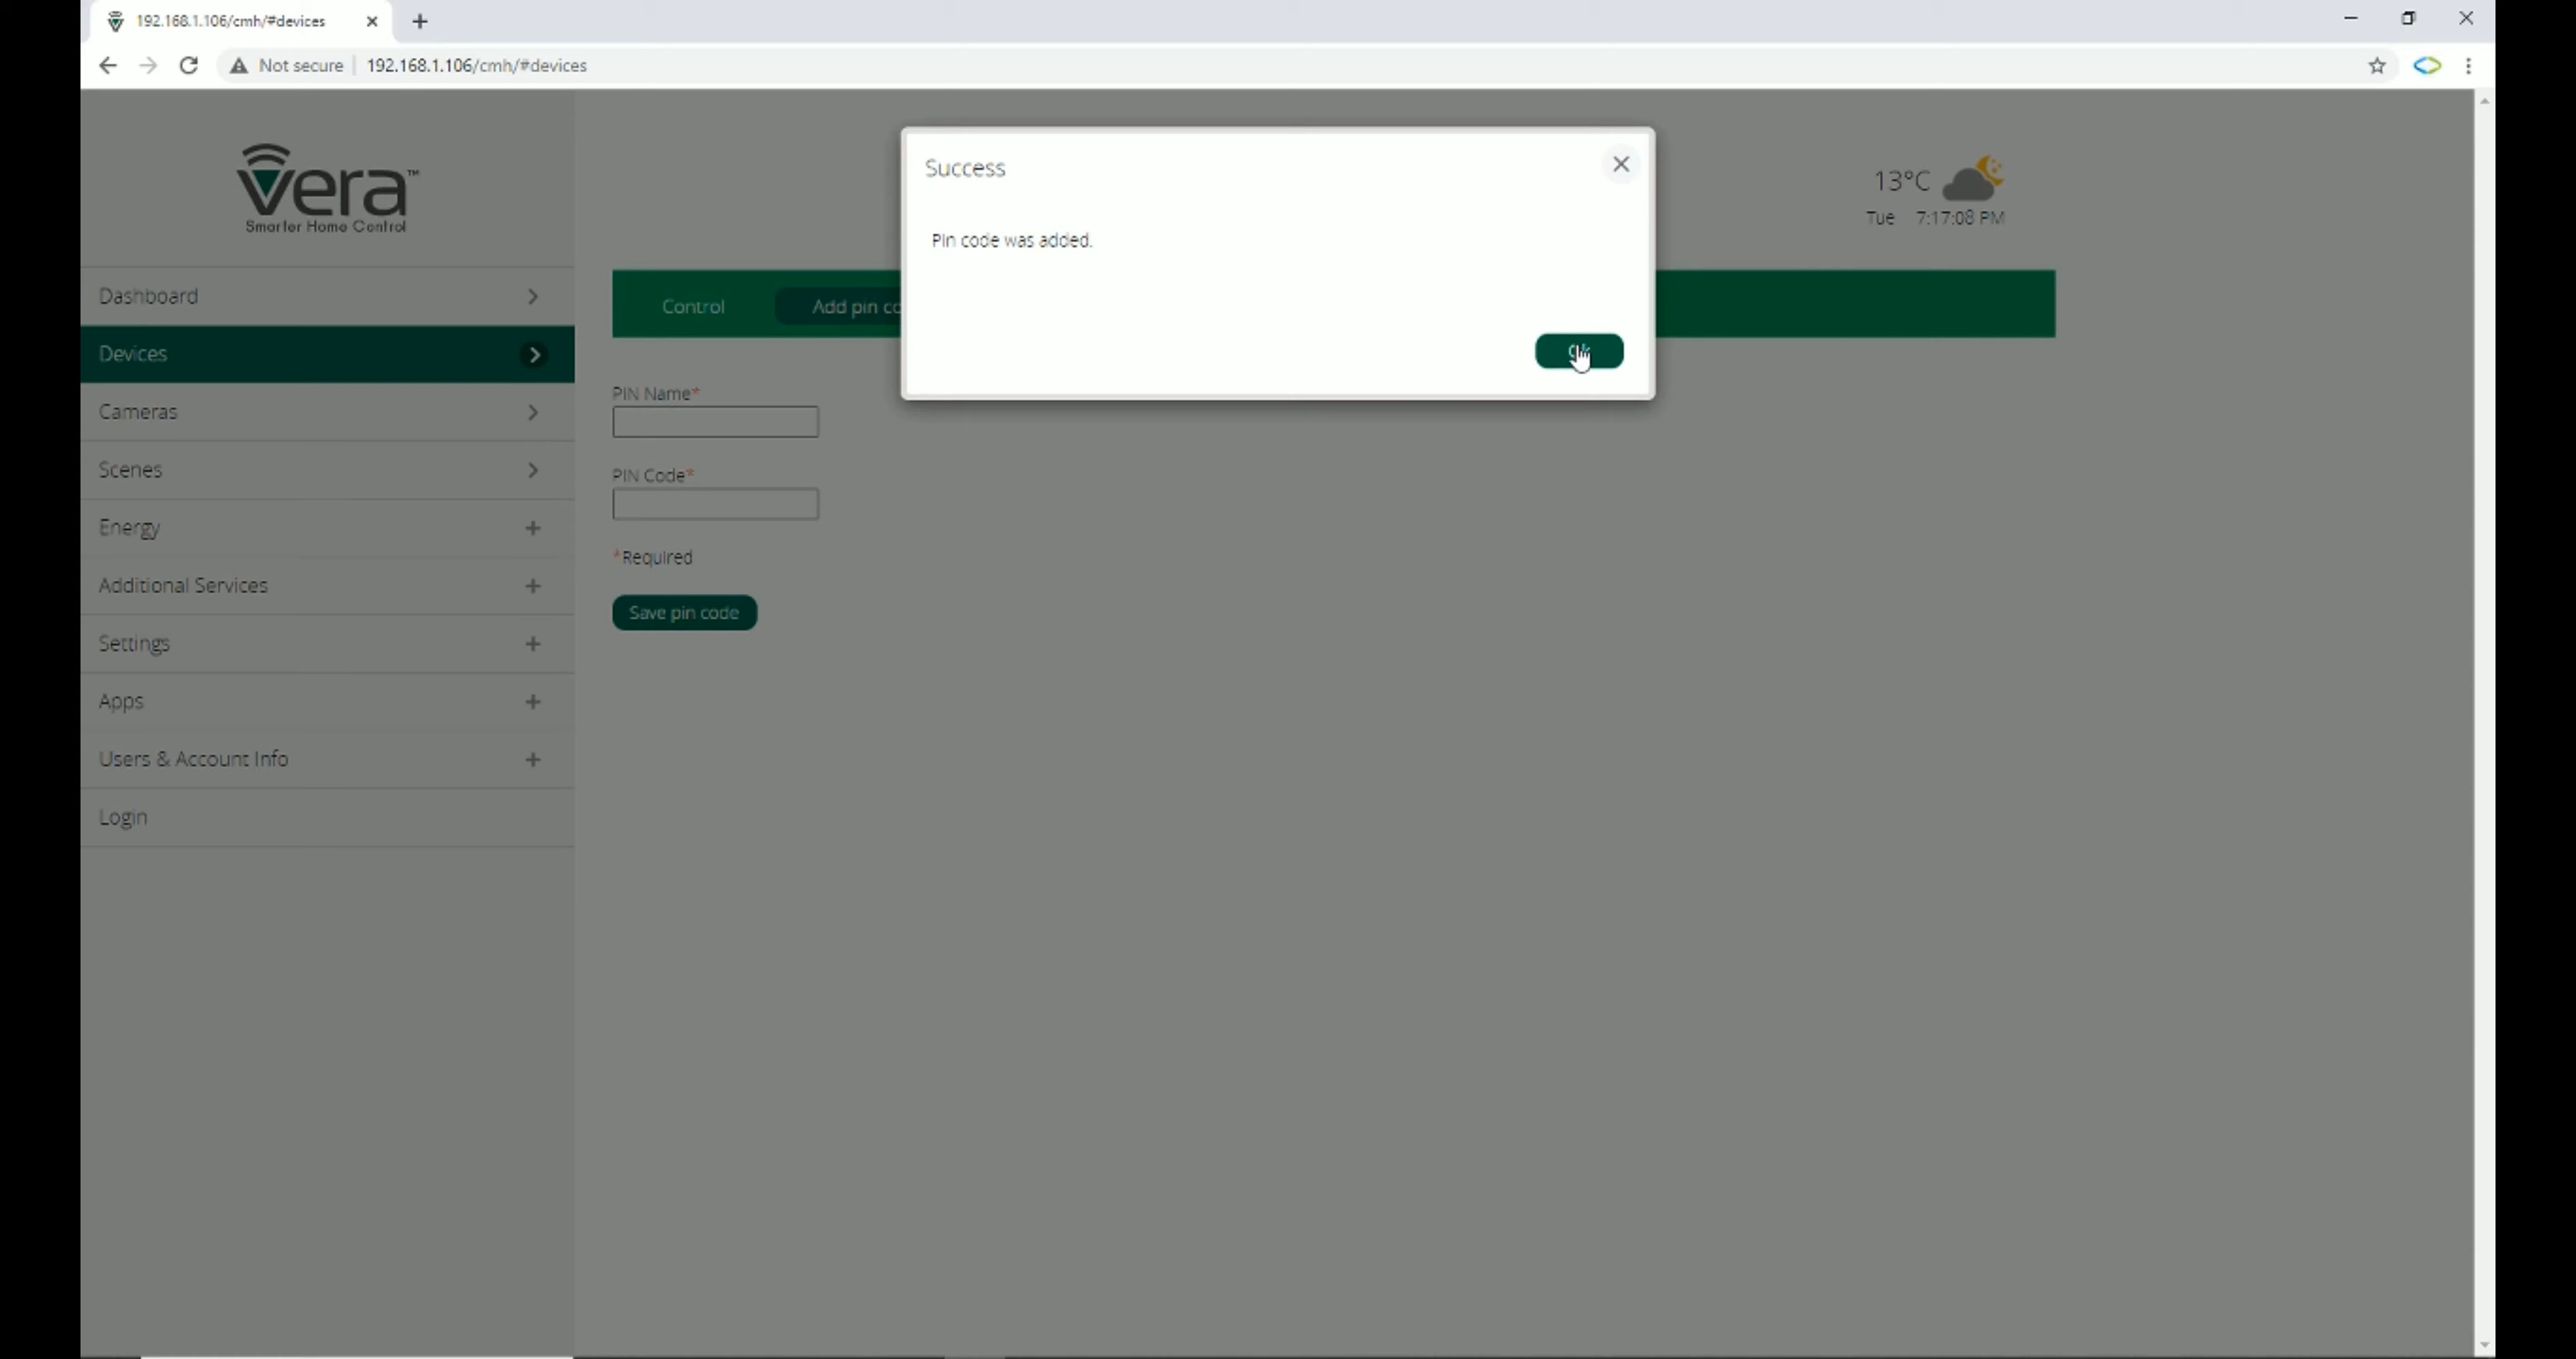 192.168.1.106/cmh/#devices
Not secure
192.168.1.106/cmh/#devices
vera™
Smarter Home Control
13°C
Tue 7:17:08 PM
Success
Pin code was added.
Dashboard
Devices
Cameras
Scenes
Energy
Additional Services
Settings
Apps
Users & Account Info
Login
Control
Add pin co
PIN Name*
PIN Code*
*Required
Save pin code